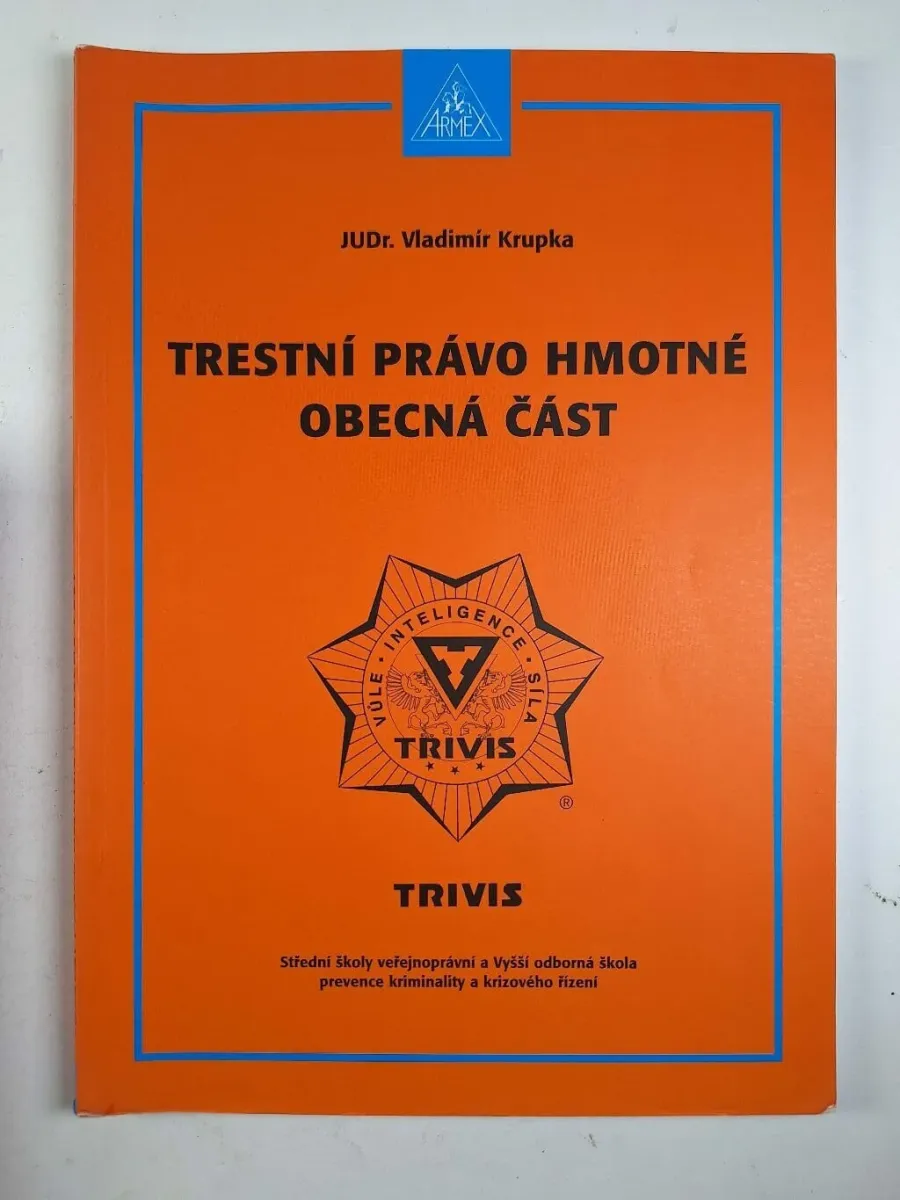 ARMEX
JUDr. Vladimír Krupka
TRESTNÍ PRÁVO HMOTNÉ
OBECNÁ ČÁST
VŮLE · INTELIGENCE · SÍLA
TRIVIS
®
TRIVIS
Střední školy veřejnoprávní a Vyšší odborná škola
prevence kriminality a krizového řízení